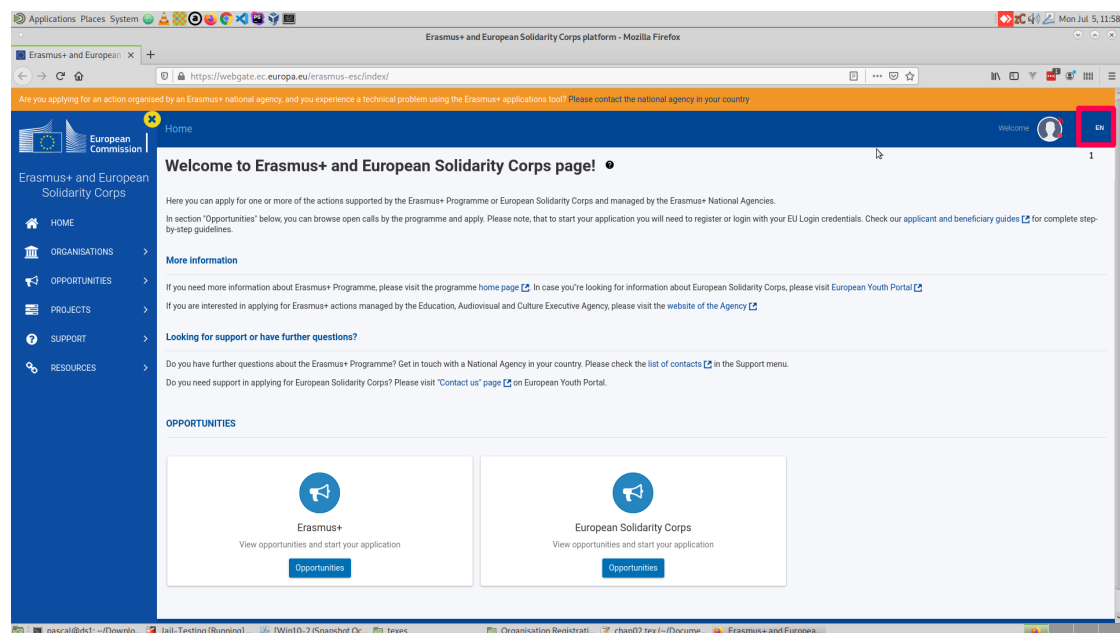 Applications Places System
zC
Mon Jul 5, 11:58
Erasmus+ and European Solidarity Corps platform - Mozilla Firefox
Erasmus+ and European
https://webgate.ec.europa.eu/erasmus-esc/index/
Are you applying for an action organised by an Erasmus+ national agency, and you experience a technical problem using the Erasmus+ applications tool? Please contact the national agency in your country
European
Commission
Home
Welcome
EN
1
Erasmus+ and European
Solidarity Corps
HOME
ORGANISATIONS
OPPORTUNITIES
PROJECTS
SUPPORT
RESOURCES
Welcome to Erasmus+ and European Solidarity Corps page!
Here you can apply for one or more of the actions supported by the Erasmus+ Programme or European Solidarity Corps and managed by the Erasmus+ National Agencies.
In section "Opportunities" below, you can browse open calls by the programme and apply. Please note, that to start your application you will need to register or login with your EU Login credentials. Check our applicant and beneficiary guides for complete step-
by-step guidelines.
More information
If you need more information about Erasmus+ Programme, please visit the programme home page. In case you"re looking for information about European Solidarity Corps, please visit European Youth Portal
If you are interested in applying for Erasmus+ actions managed by the Education, Audiovisual and Culture Executive Agency, please visit the website of the Agency
Looking for support or have further questions?
Do you have further questions about the Erasmus+ Programme? Get in touch with a National Agency in your country. Please check the list of contacts in the Support menu.
Do you need support in applying for European Solidarity Corps? Please visit "Contact us" page on European Youth Portal.
OPPORTUNITIES
Erasmus+
View opportunities and start your application
Opportunities
European Solidarity Corps
View opportunities and start your application
Opportunities
pascal@ds1: ~/Downlo...
Jail-Testing [Running]
[Win10-2 (Snapshot Oc...
texes
Organisation Registrati...
chap02.tex (~/Docume...
Erasmus+ and Europea...